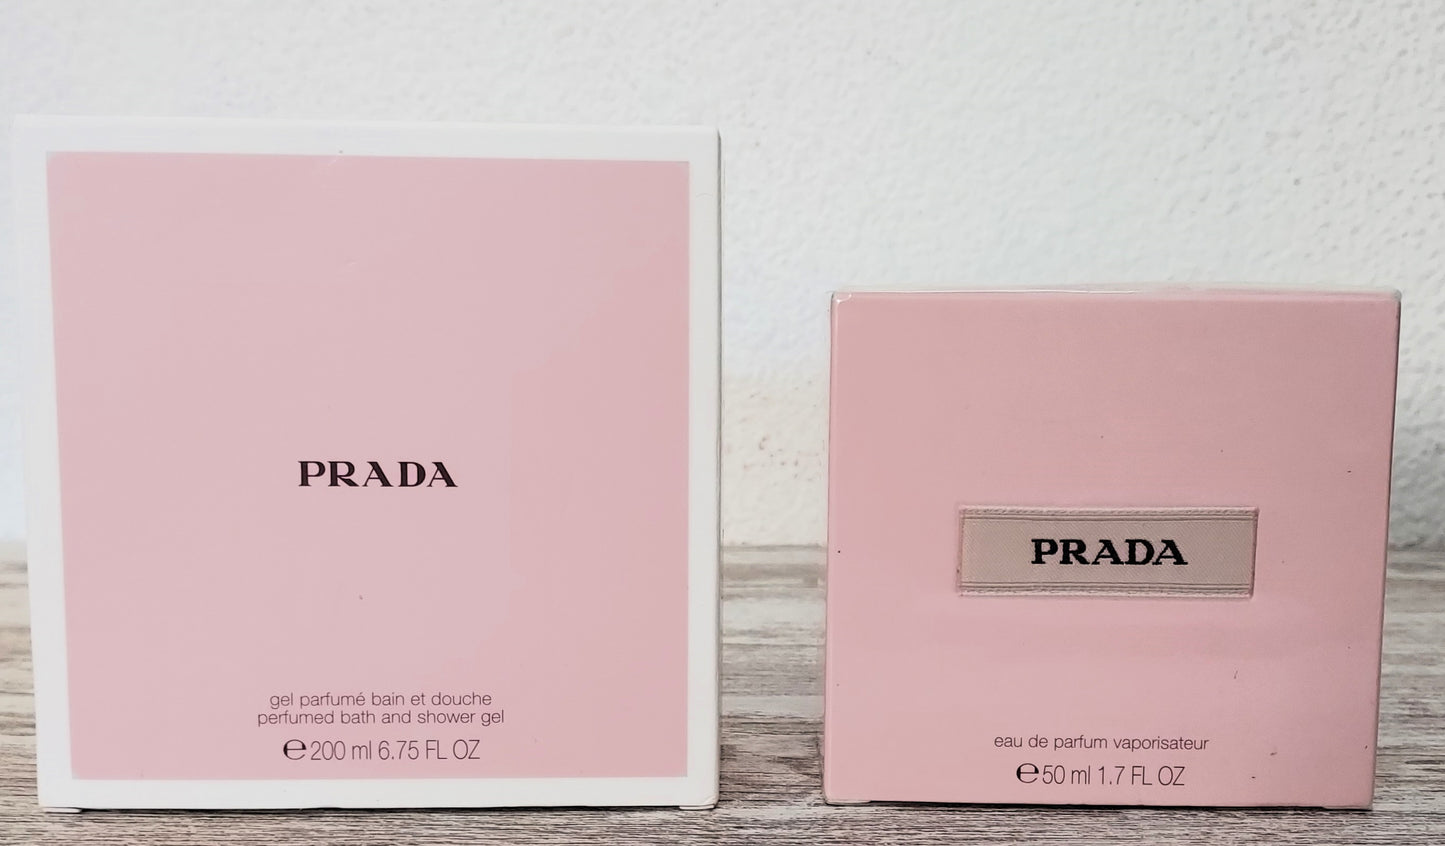 PRADA
gel parfumé bain et douche
perfumed bath and shower gel
℮ 200 ml 6.75 FL OZ
PRADA
eau de parfum vaporisateur
℮ 50 ml 1.7 FL OZ